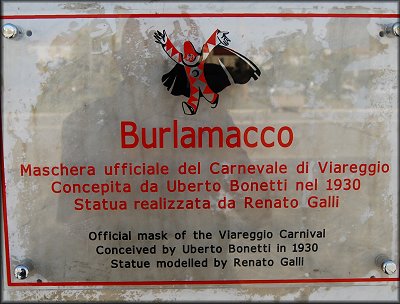 Burlamacco
Maschera ufficiale del Carnevale di Viareggio
Concepita da Uberto Bonetti nel 1930
Statua realizzata da Renato Galli
Official mask of the Viareggio Carnival
Conceived by Uberto Bonetti in 1930
Statue modelled by Renato Galli